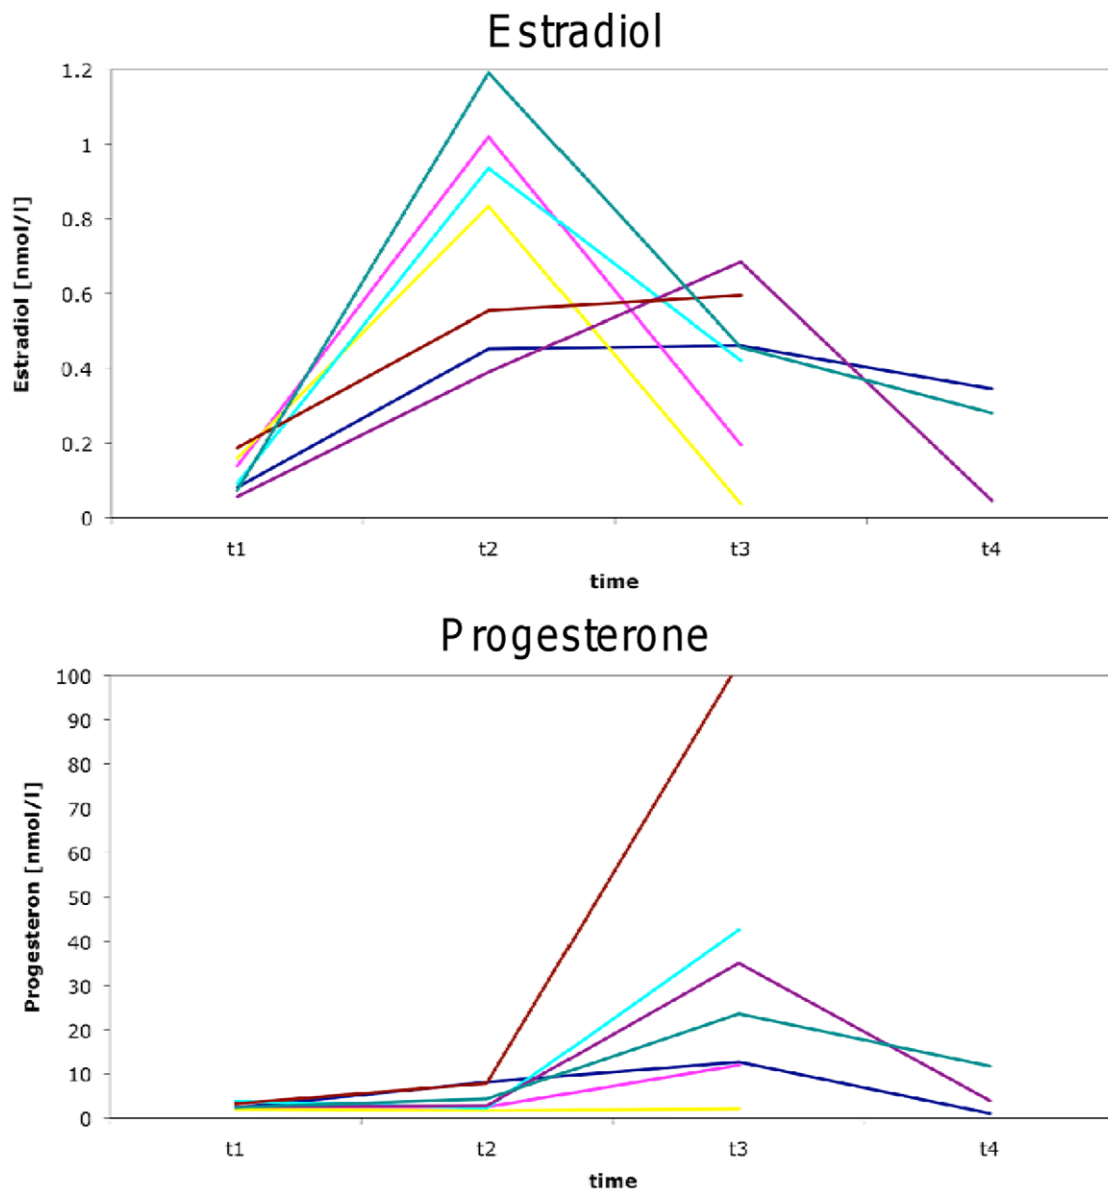 Estradiol
1.2
1
0.8
0.6
0.4
0.2
0
Estradiol [nmol/l]
t1 t2 t3 t4
time
Progesterone
100
90
80
70
60
50
40
30
20
10
0
Progesteron [nmol/l]
t1 t2 t3 t4
time